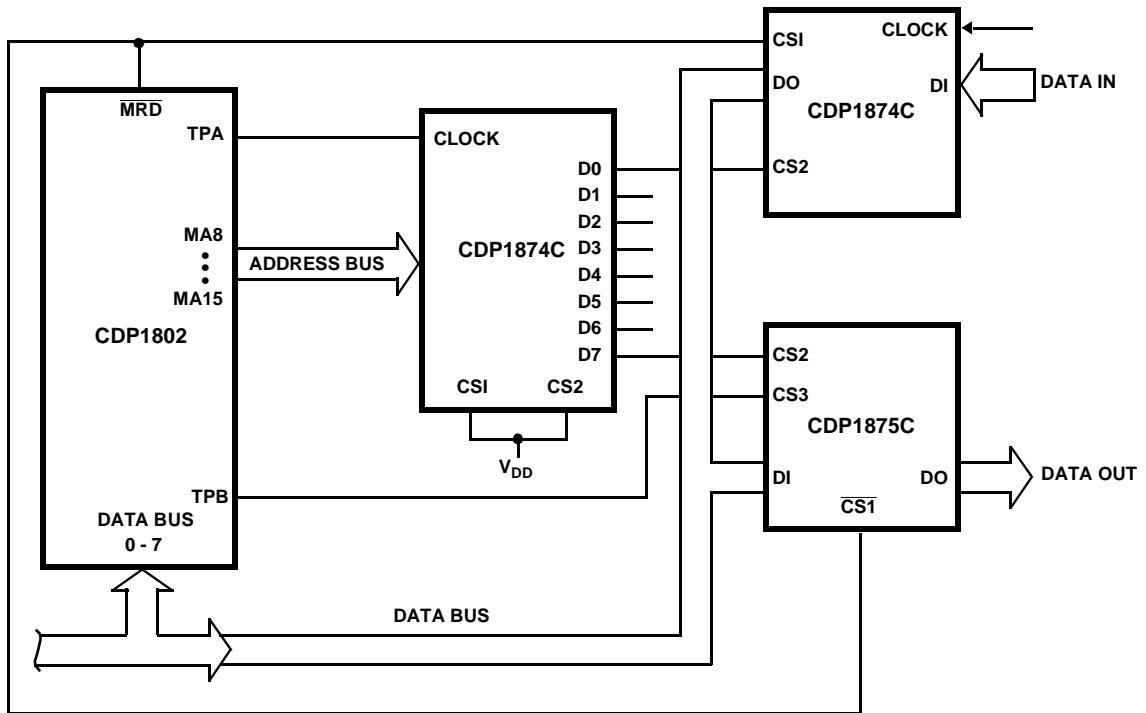 MRD
TPA
MA8
MA15
CDP1802
TPB
DATA BUS
0 - 7
ADDRESS BUS
CLOCK
D0
D1
D2
D3
D4
D5
D6
D7
CDP1874C
CSI
CS2
VDD
DATA BUS
CSI
CLOCK
DO
DI
CDP1874C
CS2
DATA IN
CS2
CS3
CDP1875C
DI
DO
CS1
DATA OUT